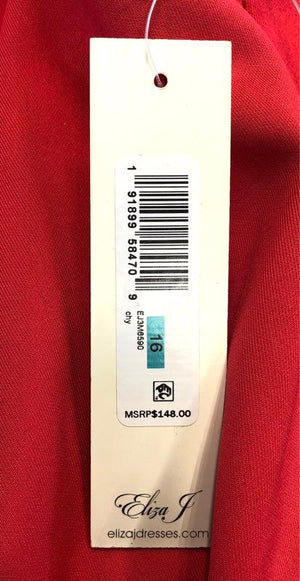 1 91899 58470 9
EJ3M6590
chy
16
MSRP$148.00
Eliza J
elizajdresses.com